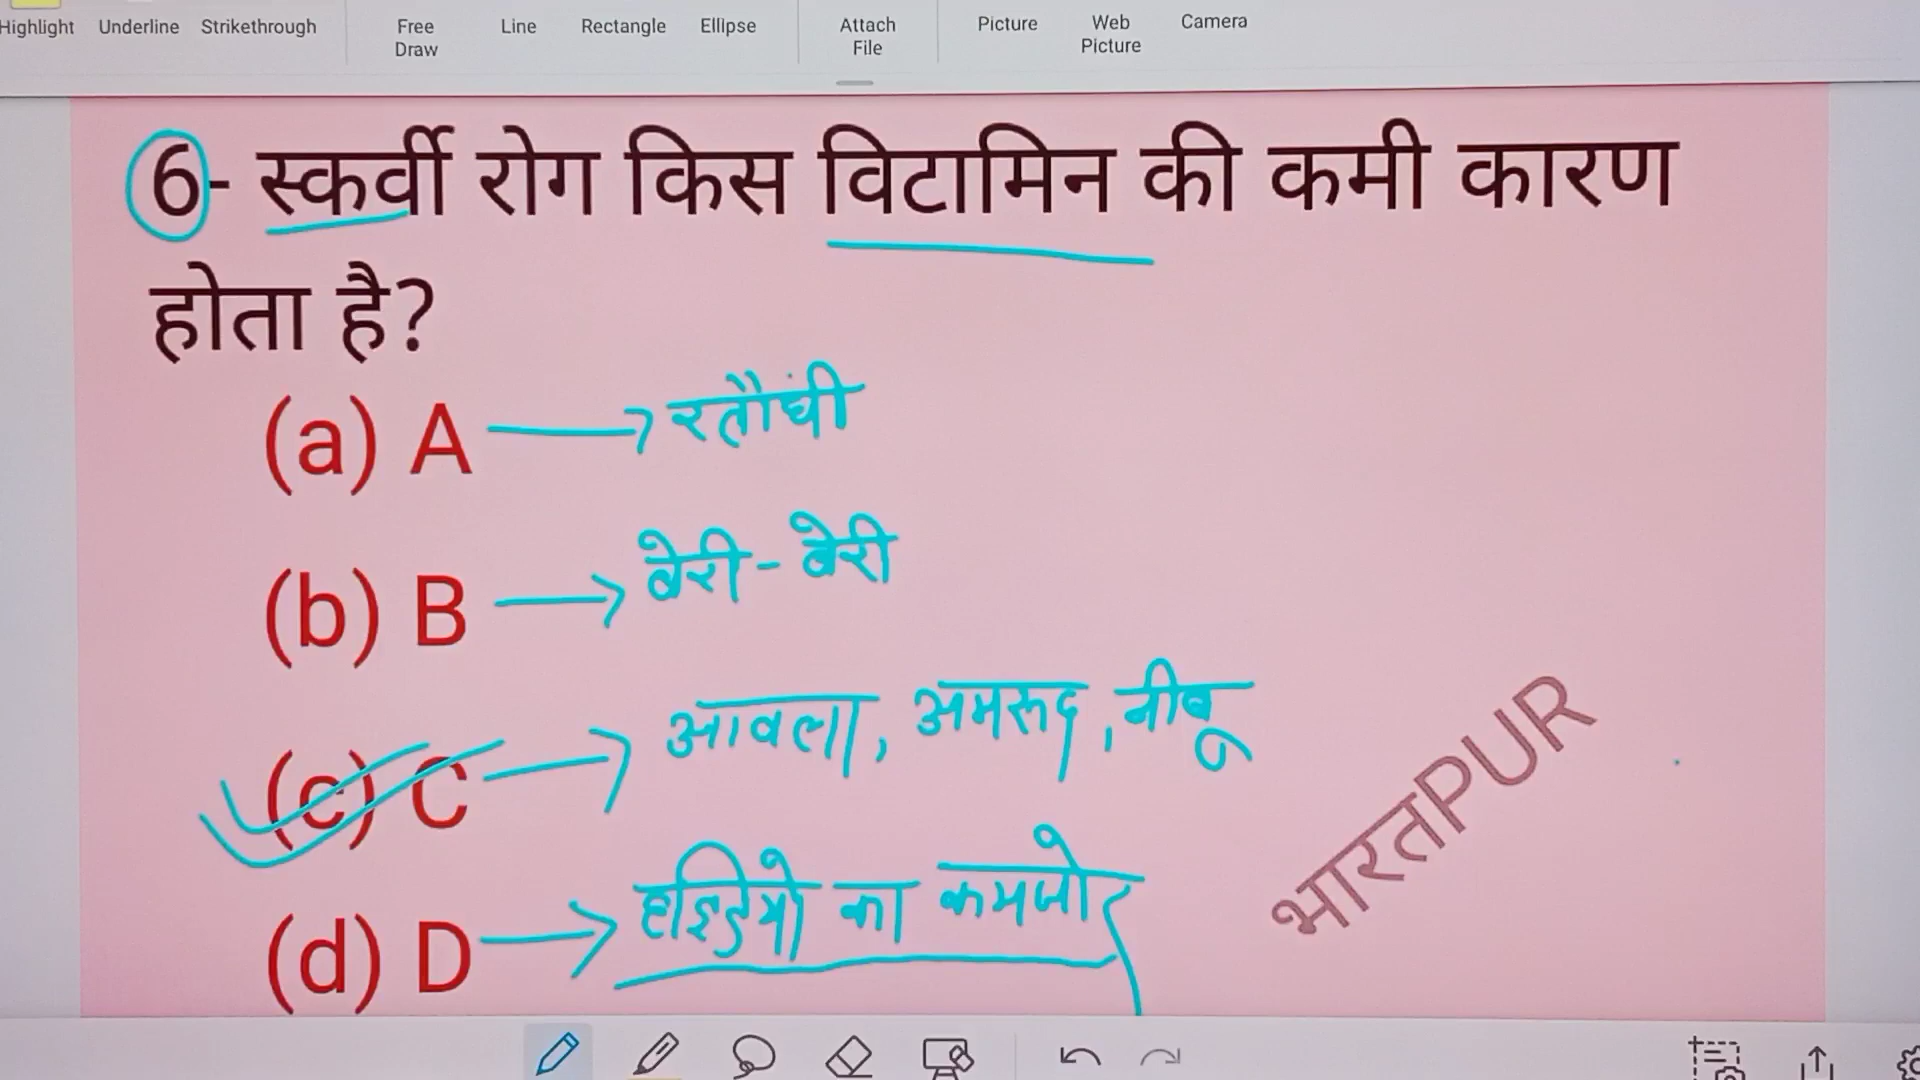 Highlight Underline Strikethrough Free Draw Line Rectangle Ellipse Attach File Picture Web Picture Camera
6- स्कर्वी रोग किस विटामिन की कमी कारण
होता है?
(a) A → रतौंधी
(b) B → बेरी-बेरी
(c) C → आवला, अमरूद, नीबू
(d) D → हड्डियो का कमजोर
भारतPUR